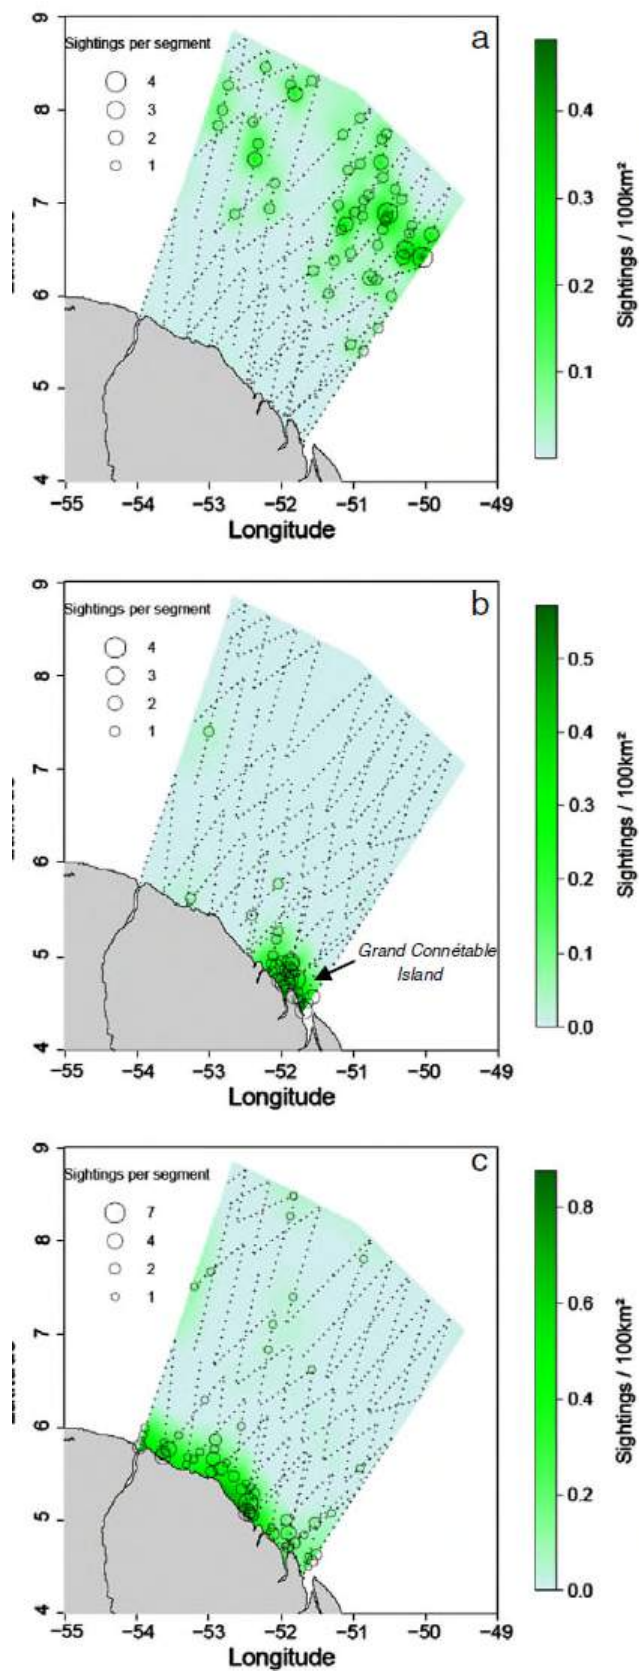 a
Sightings per segment
4
3
2
1
9
8
7
6
5
4
−55 −54 −53 −52 −51 −50 −49
Longitude
0.4
0.3
0.2
0.1
Sightings / 100km²
b
Sightings per segment
4
3
2
1
9
8
7
6
5
4
Grand Connétable
Island
−55 −54 −53 −52 −51 −50 −49
Longitude
0.5
0.4
0.3
0.2
0.1
0.0
Sightings / 100km²
c
Sightings per segment
7
4
2
1
9
8
7
6
5
4
−55 −54 −53 −52 −51 −50 −49
Longitude
0.8
0.6
0.4
0.2
0.0
Sightings / 100km²